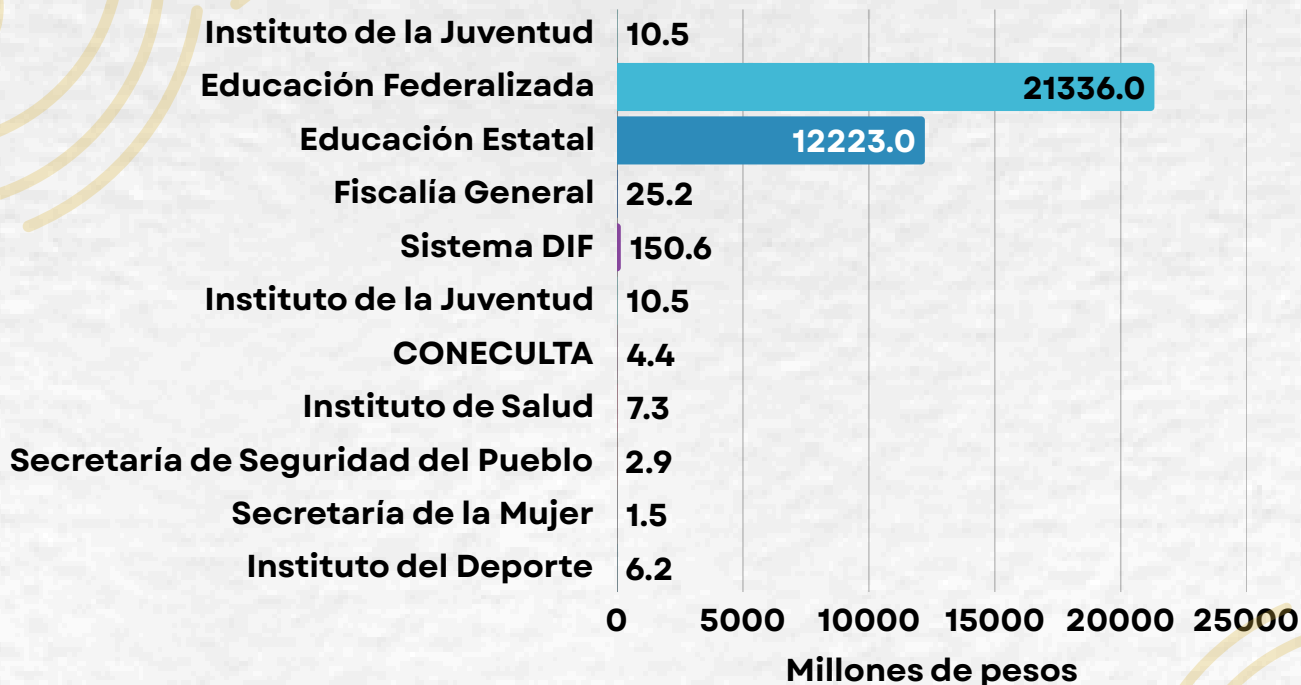 Instituto de la Juventud 10.5
Educación Federalizada 21336.0
Educación Estatal 12223.0
Fiscalía General 25.2
Sistema DIF 150.6
Instituto de la Juventud 10.5
CONECULTA 4.4
Instituto de Salud 7.3
Secretaría de Seguridad del Pueblo 2.9
Secretaría de la Mujer 1.5
Instituto del Deporte 6.2
0 5000 10000 15000 20000 25000
Millones de pesos